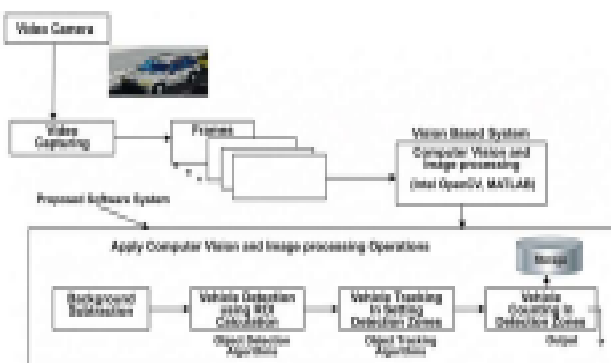 Video Camera
Video
Capturing
Frames
Vision Based System
Computer Vision and
Image processing
(Intel OpenCV, MATLAB)
Proposed Software System
Apply Computer Vision and Image processing Operations
Storage
Background
Subtraction
Vehicle Detection
using ROI
Calculation
Vehicle Tracking
In Setting
Detection Zones
Vehicle
Counting In
Detection Zones
Object Detection
Algorithms
Object Tracking
Algorithms
Output